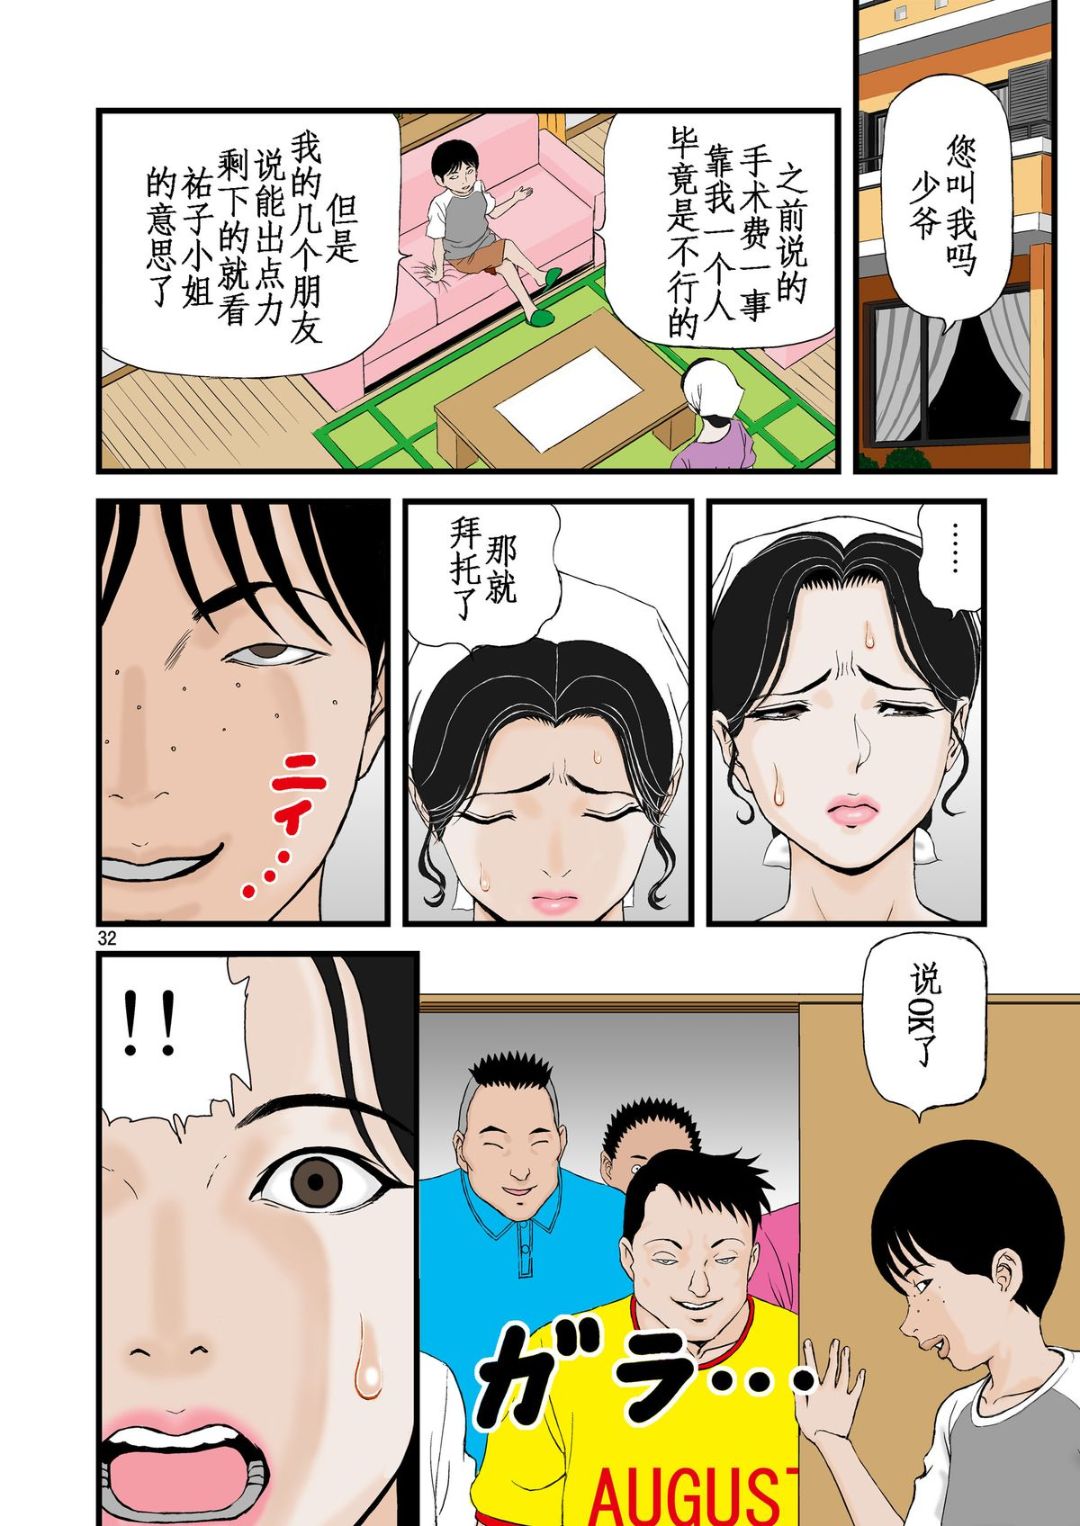 您叫我吗
少爷
之前说的
手术费一事
靠我一个人
毕竟是不行的
但是
我的几个朋友
说能出点力
剩下的就看
祐子小姐
的意思了
……
那就
拜托了
ニィ…
32
说OK了
ガラ…
AUGUST
!!